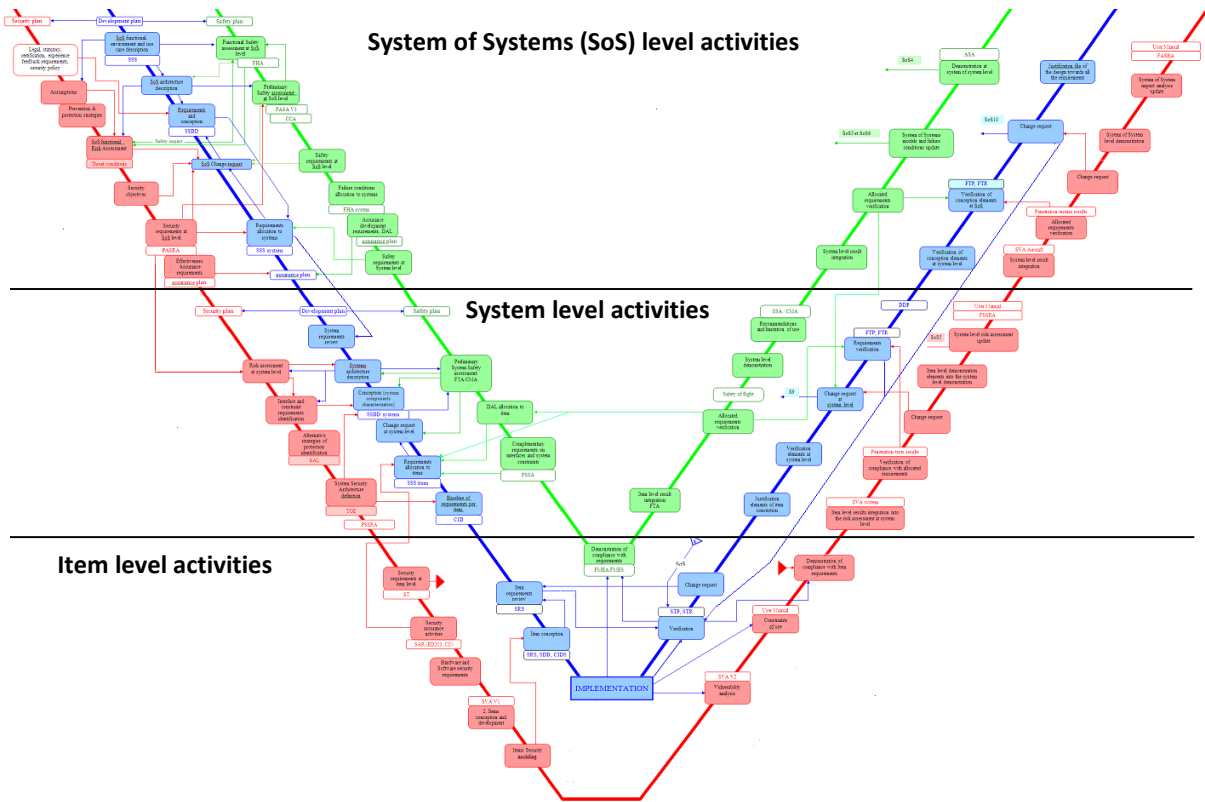 System of Systems (SoS) level activities
Security plan
Development plan
Safety plan
Legal, statutory,
certification, experience
feedback requirements,
security policy
SoS functional,
environment and use
case description
SSS
Functional Safety
assessment at SoS
level
FHA
Assumptions
SoS architecture
description
Preliminary
Safety assessment
at SoS level
PASA V1
CCA
Prevention &
protection strategies
Requirements
and conception
SSDD
SoS functional
Risk Assessment
Threat conditions
Safety impact
SoS Change request
Safety
requirements at
SoS level
Security
objectives
Failure conditions
allocation to systems
FHA system
Security
requirements at
SoS level
PASRA
Requirements
allocation to
systems
SSS system
Assurance
development
requirements, DAL
assurance plan
Effectiveness
Assurance
requirements
assurance plan
assurance plan
Safety
requirements at
System level
ASA
Demonstration at
system of system level
SoS4
System of Systems
models and failure
conditions update
SoS5 et SoS6
Allocated
requirements
verification
System level result
integration
Justification file of
the design towards all
the requirements
SoS10
Change request
FTP, FTR
Verification of
conception elements
at SoS
Verification of
conception elements
at system level
User Manual
PASRA
System of System
impact analysis
update
System of System
level demonstration
Change request
Penetration testing results
Allocated
requirements
verification
SVA Aircraft
System level result
integration
System level activities
Security plan
Development plan
Safety plan
System
requirements
review
Risk assessment
at system level
System
architecture
description
Preliminary
System Safety
assessment
FTA/CMA
Interface and
constraint
requirements
identification
Conception (system
components
characterization)
SSDD system
DAL allocation to
item
Change request
at system level
Alternative
strategies of
protection
identification
SAL
Requirements
allocation to
items
SSS item
Complementary
requirements on
interfaces and system
constraints
PSSA
System Security
Architecture
definition
TOE
PSSRA
Baseline of
requirements per
item,
CID
SSA / CMA
Recommendations
and limitation of use
System level
demonstration
Safety of flight
Allocated
requirements
verification
Item level result
integration
FTA
DDP
FTP, FTR
Requirements
verification
Change request
at
system level
Verification
elements at
system level
Justification
elements of item
conception
User Manual
PSSRA
System level risk assessment
update
Item level demonstration
elements into the system
level demonstration
Change request
Penetration tests results
Verification of
compliance with allocated
requirements
SVA system
Item level results integration into
the risk assessment at system
level
Item level activities
Security
requirements at
item level
ST
Security
assurance
activities
Hardware and
Software security
requirements
SVA V1
2. Items
conception and
development
Items Security
modeling
Item
requirements
review
SRS
Item conception
SRS, SDD, CIDS
IMPLEMENTATION
Demonstration of
compliance with
requirements
FMEA/FMES
SoS
Change request
STP, STR
Verification
Demonstration of
compliance with Item
requirements
User Manual
Constraints
of use
SVA V2
Vulnerability
analysis